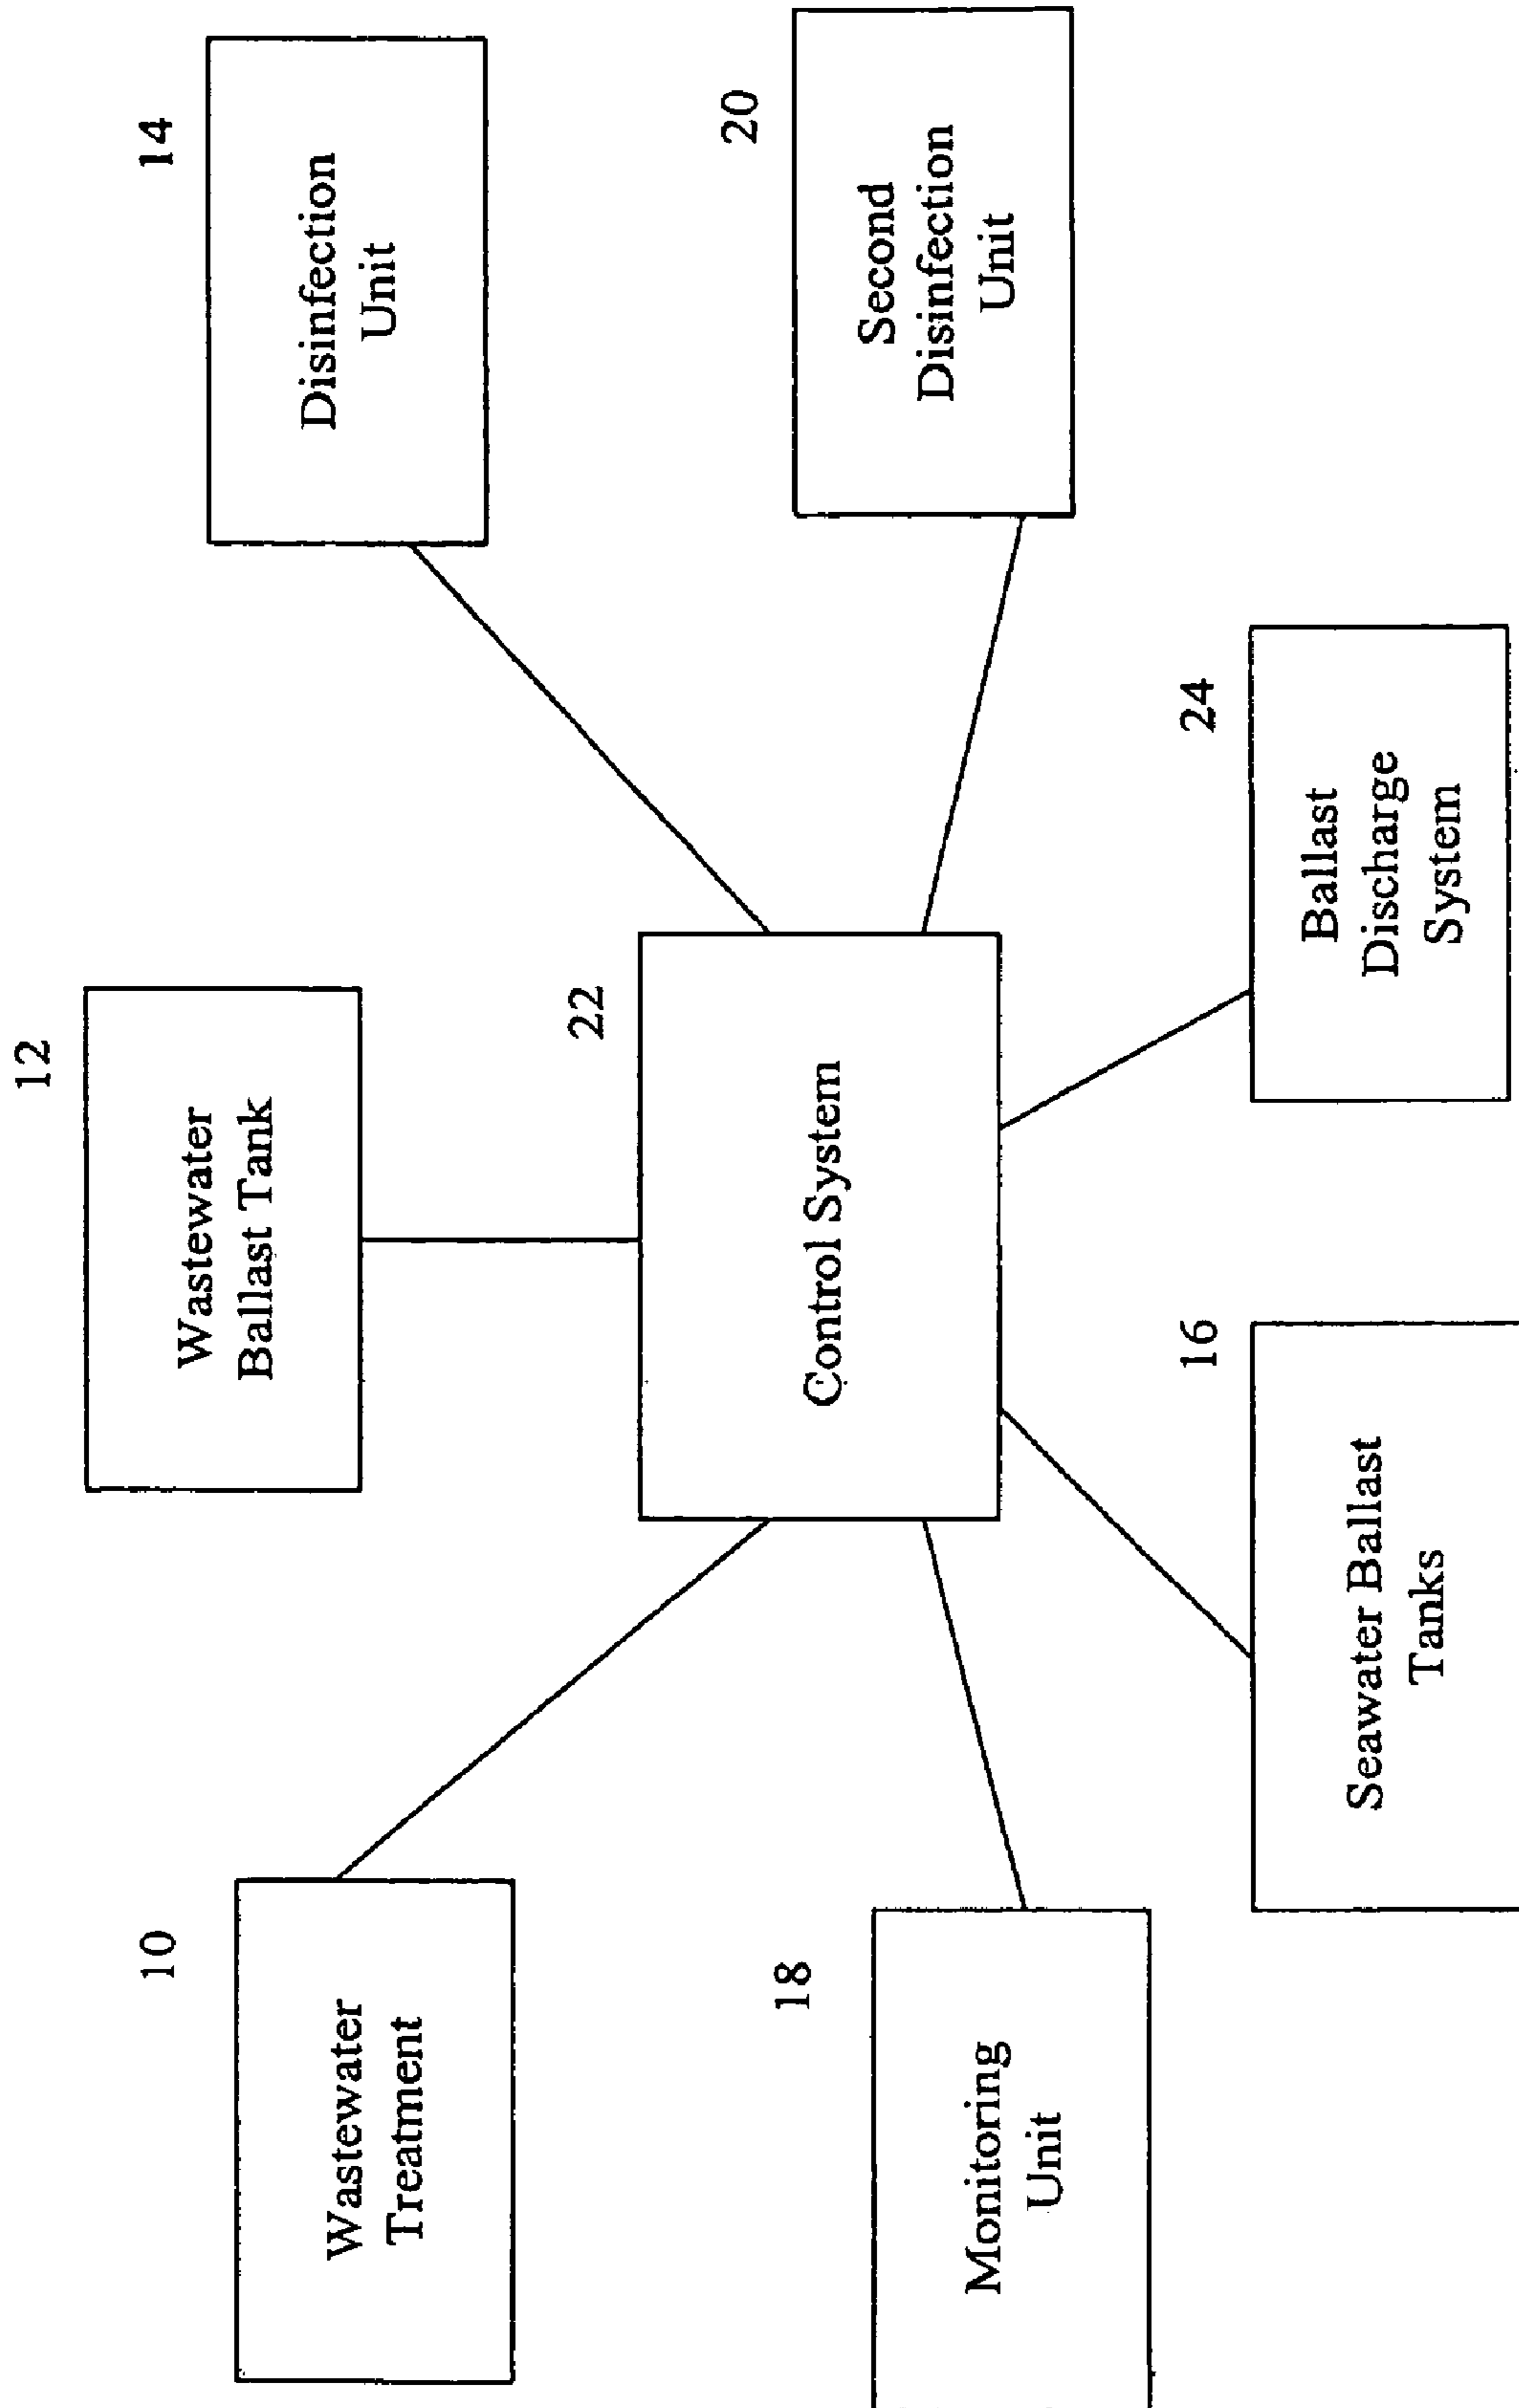 12
Wastewater
Ballast Tank
10
Wastewater
Treatment
14
Disinfection
Unit
22
Control System
18
Monitoring
Unit
20
Second
Disinfection
Unit
16
Seawater Ballast
Tanks
24
Ballast
Discharge
System